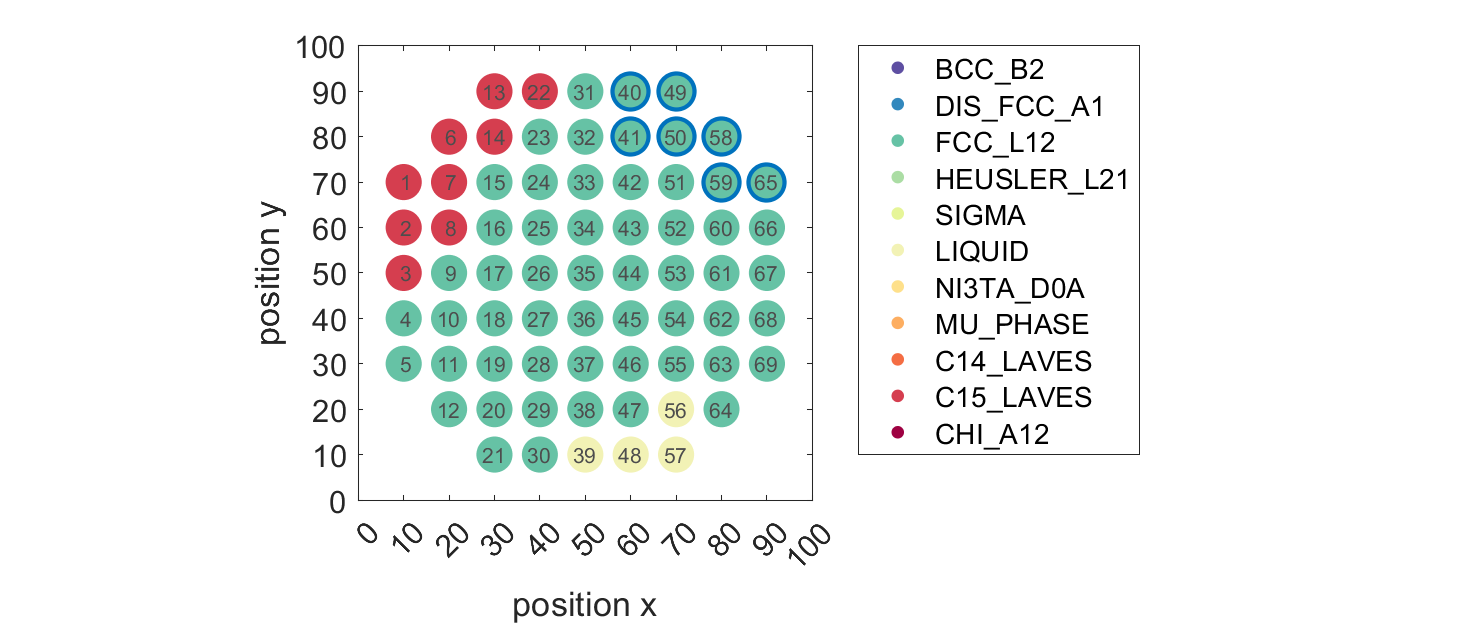 100
90 13 22 31 40 49
80 6 14 23 32 41 50 58
70 1 7 15 24 33 42 51 59 65
60 2 8 16 25 34 43 52 60 66
50 3 9 17 26 35 44 53 61 67
40 4 10 18 27 36 45 54 62 68
30 5 11 19 28 37 46 55 63 69
20 12 20 29 38 47 56 64
10 21 30 39 48 57
0
position y
0 10 20 30 40 50 60 70 80 90 100
position x
BCC_B2
DIS_FCC_A1
FCC_L12
HEUSLER_L21
SIGMA
LIQUID
NI3TA_D0A
MU_PHASE
C14_LAVES
C15_LAVES
CHI_A12